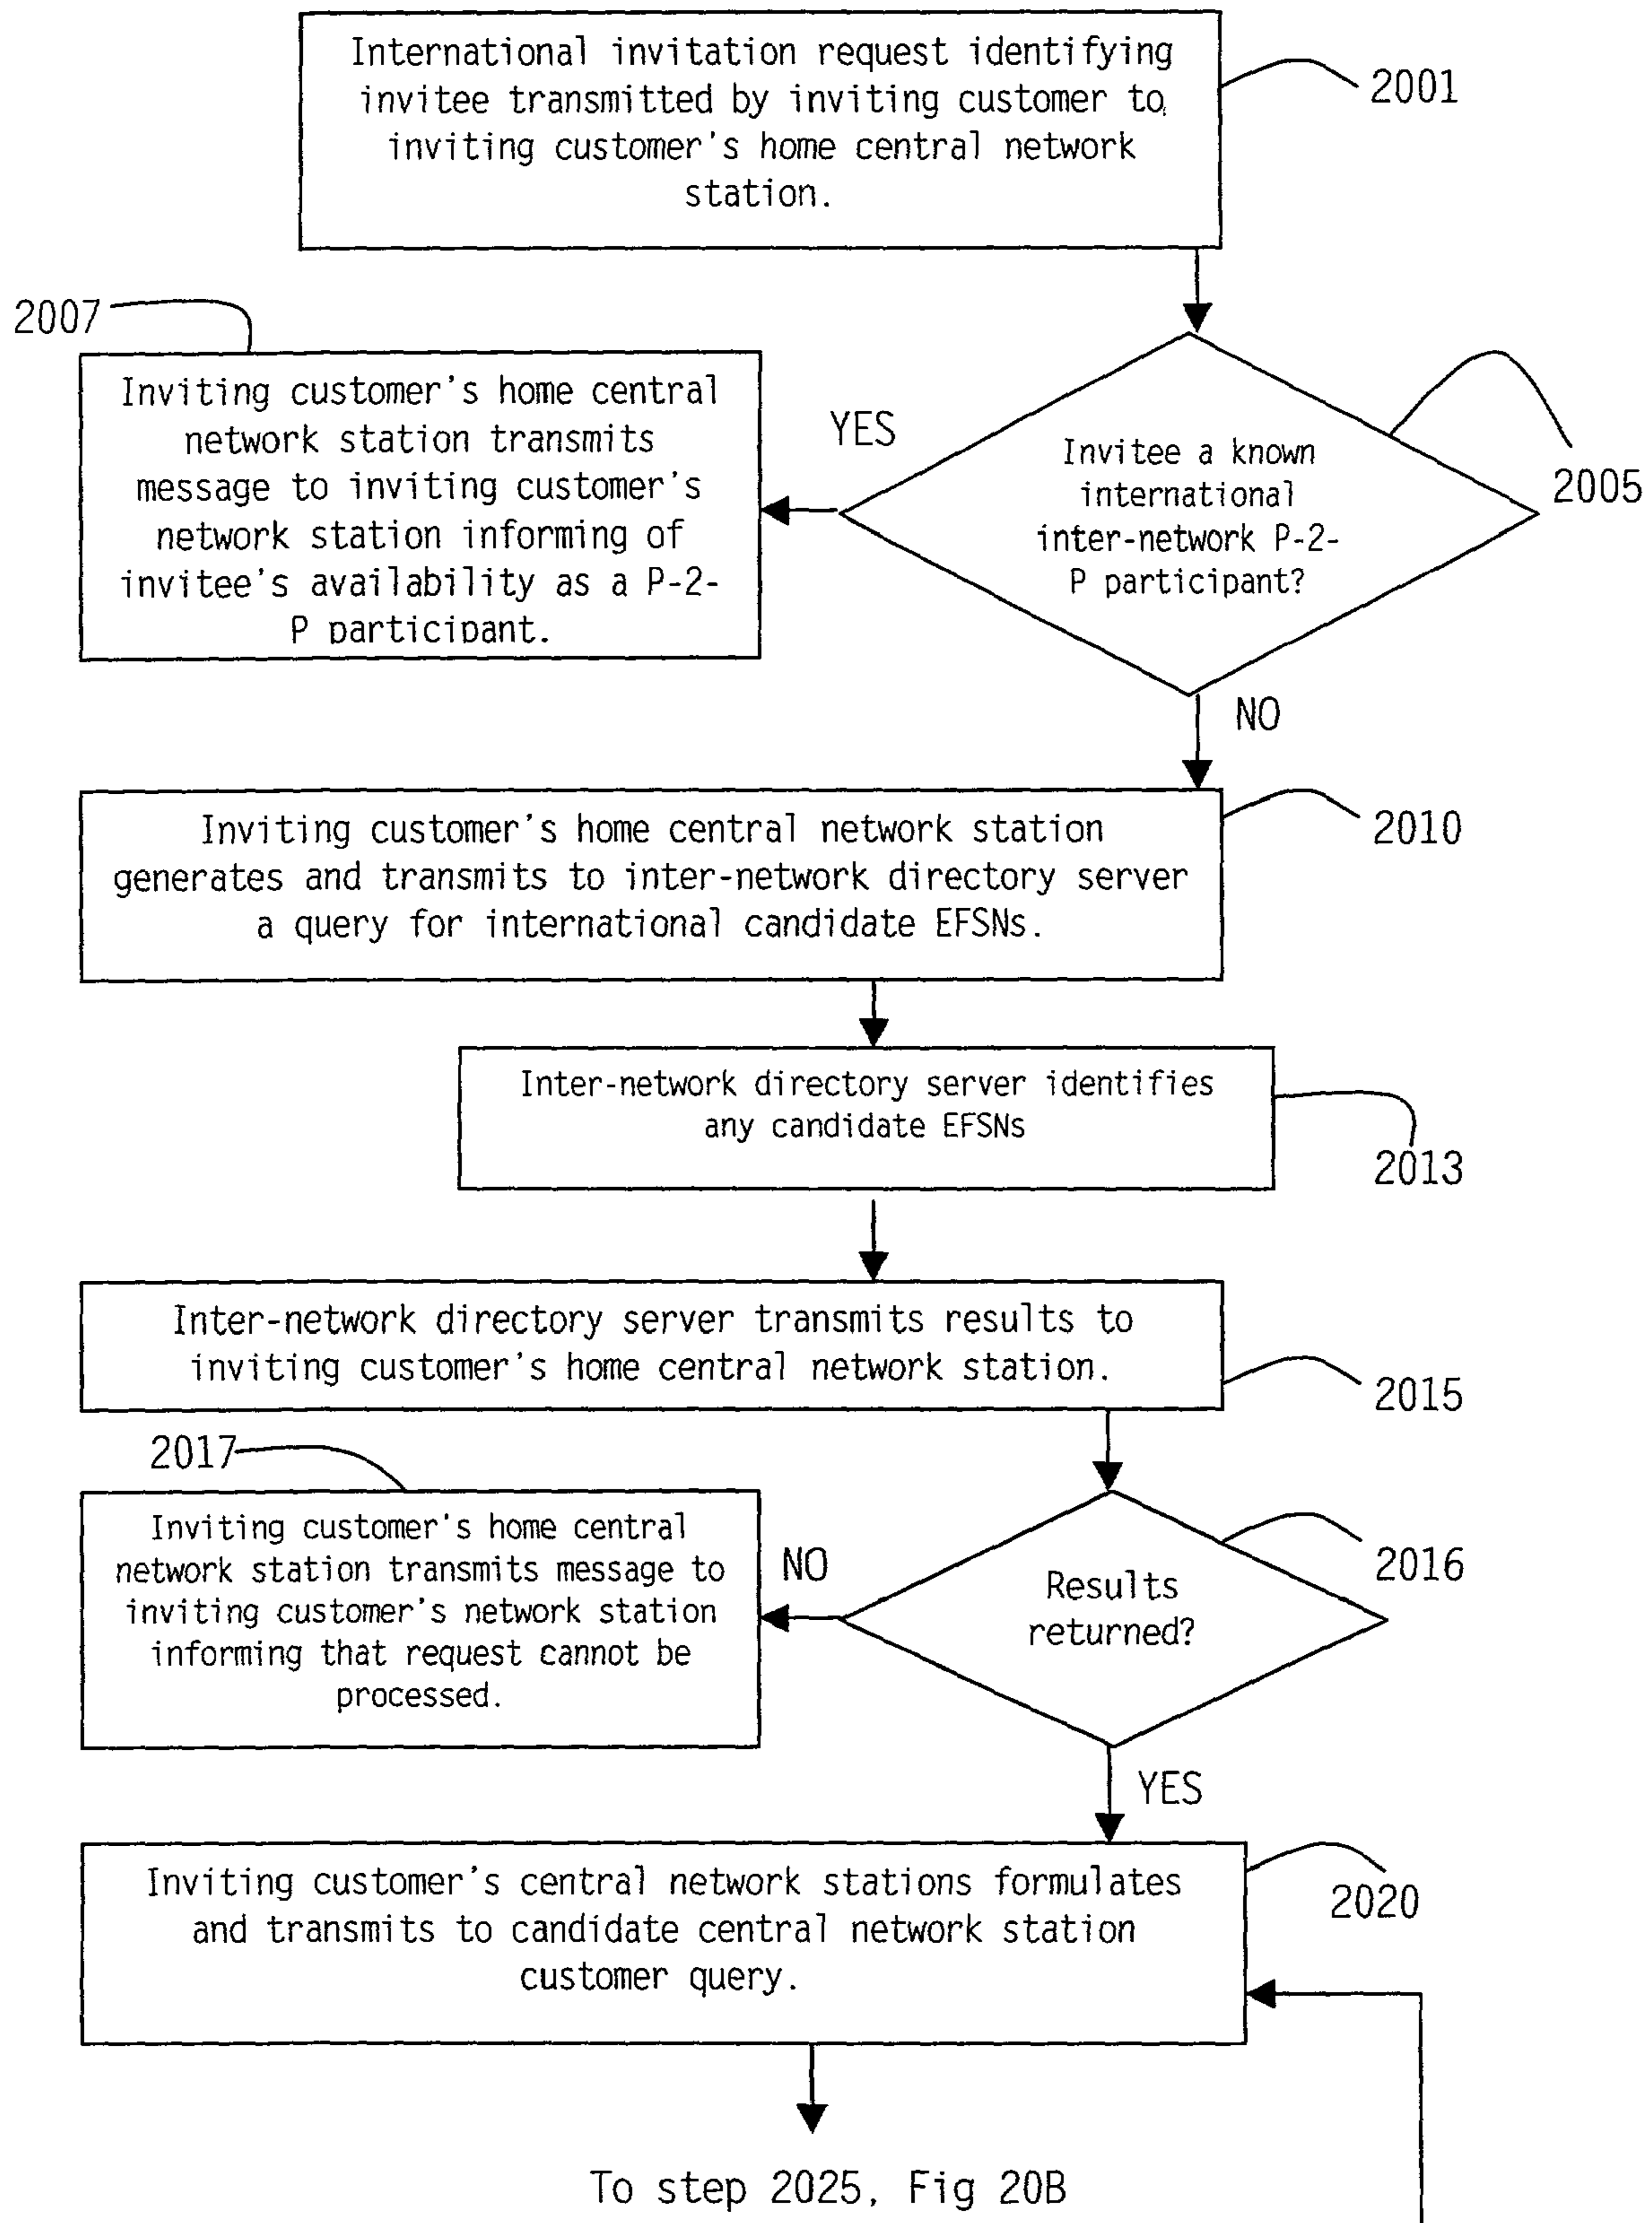 International invitation request identifying
invitee transmitted by inviting customer to
inviting customer's home central network
station.
2001
2007
Inviting customer's home central
network station transmits
message to inviting customer's
network station informing of
invitee's availability as a P-2-
P participant.
YES
Invitee a known
international
inter-network P-2-
P participant?
2005
NO
Inviting customer's home central network station
generates and transmits to inter-network directory server
a query for international candidate EFSNs.
2010
Inter-network directory server identifies
any candidate EFSNs
2013
Inter-network directory server transmits results to
inviting customer's home central network station.
2015
2017
Inviting customer's home central
network station transmits message to
inviting customer's network station
informing that request cannot be
processed.
NO
Results
returned?
2016
YES
Inviting customer's central network stations formulates
and transmits to candidate central network station
customer query.
2020
To step 2025, Fig 20B